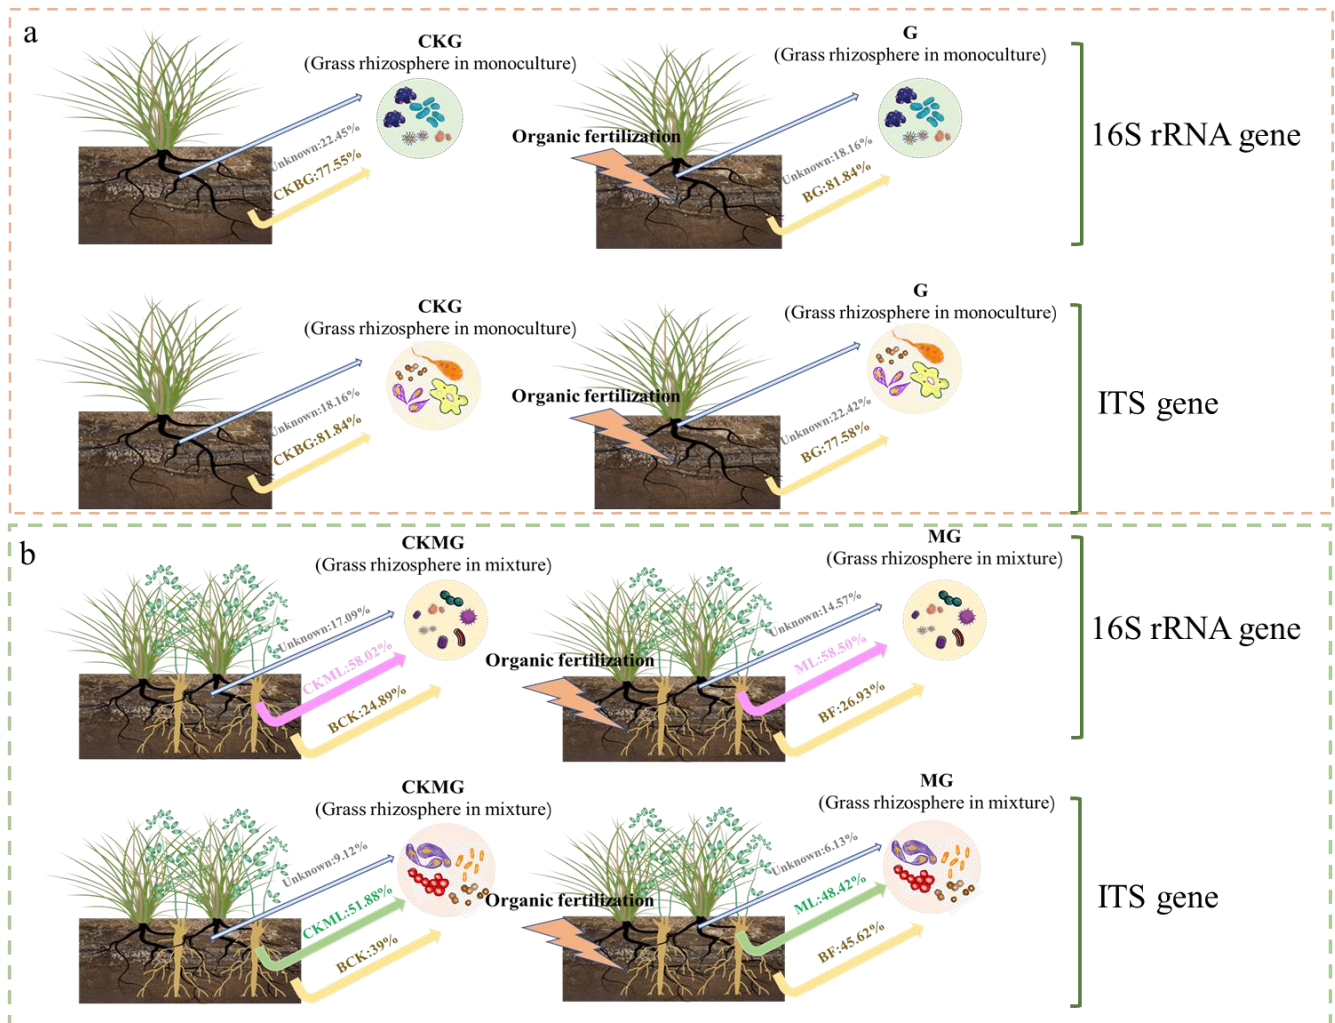 a
CKG
(Grass rhizosphere in monoculture)
Unknown:22.45%
CKBG:77.55%
Organic fertilization
G
(Grass rhizosphere in monoculture)
Unknown:18.16%
BG:81.84%
16S rRNA gene
CKG
(Grass rhizosphere in monoculture)
Unknown:18.16%
CKBG:81.84%
Organic fertilization
G
(Grass rhizosphere in monoculture)
Unknown:22.42%
BG:77.58%
ITS gene
b
CKMG
(Grass rhizosphere in mixture)
Unknown:17.09%
CKML:58.02%
BCK:24.89%
Organic fertilization
MG
(Grass rhizosphere in mixture)
Unknown:14.57%
ML:58.50%
BF:26.93%
16S rRNA gene
CKMG
(Grass rhizosphere in mixture)
Unknown:9.12%
CKML:51.88%
BCK:39%
Organic fertilization
MG
(Grass rhizosphere in mixture)
Unknown:6.13%
ML:48.42%
BF:45.62%
ITS gene